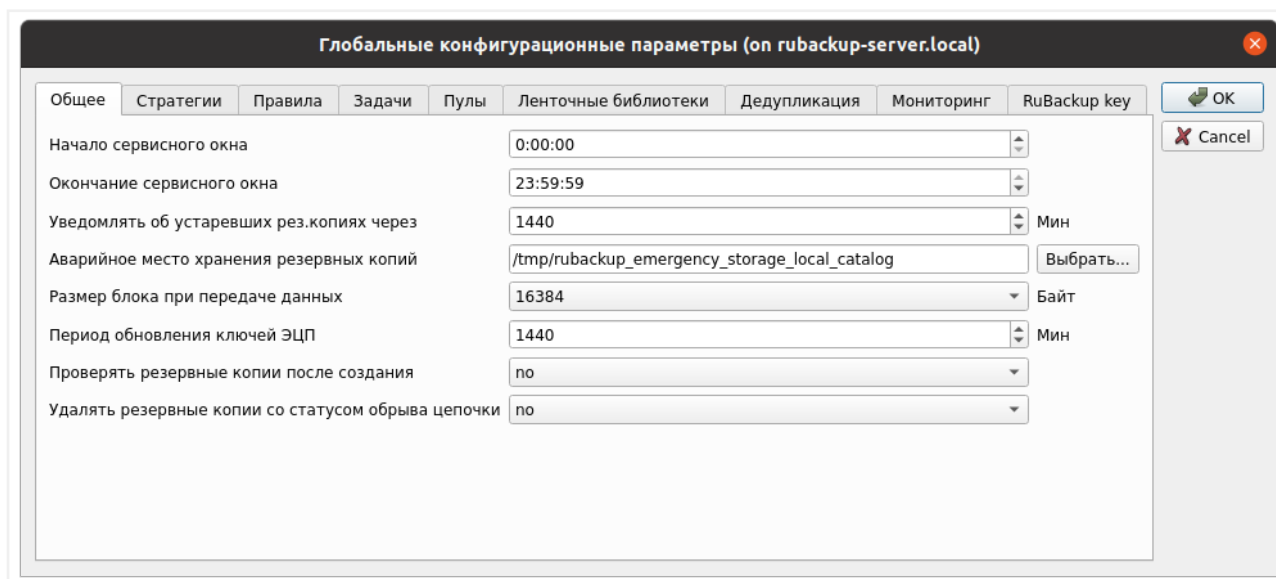 Глобальные конфигурационные параметры (on rubackup-server.local)
Общее Стратегии Правила Задачи Пулы Ленточные библиотеки Дедупликация Мониторинг RuBackup key OK
Cancel
Начало сервисного окна 0:00:00
Окончание сервисного окна 23:59:59
Уведомлять об устаревших рез.копиях через 1440 Мин
Аварийное место хранения резервных копий /tmp/rubackup_emergency_storage_local_catalog Выбрать...
Размер блока при передаче данных 16384 Байт
Период обновления ключей ЭЦП 1440 Мин
Проверять резервные копии после создания no
Удалять резервные копии со статусом обрыва цепочки no